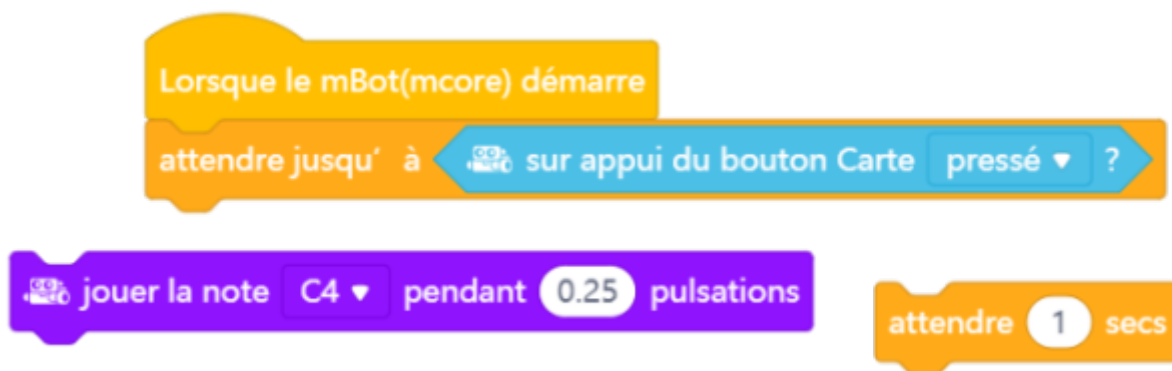 Lorsque le mBot(mcore) démarre
attendre jusqu' à sur appui du bouton Carte pressé ?
jouer la note C4 pendant 0.25 pulsations
attendre 1 secs